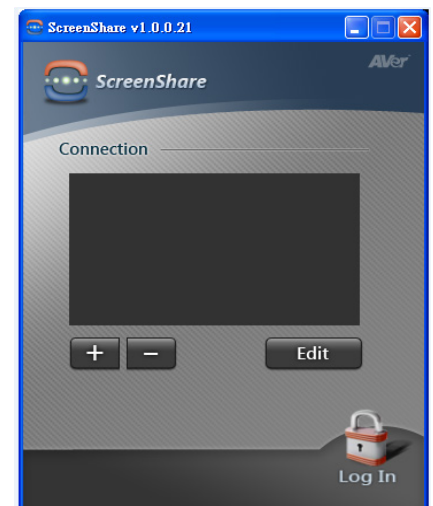 ScreenShare v1.0.0.21
AVer
ScreenShare
Connection
+ −
Edit
Log In